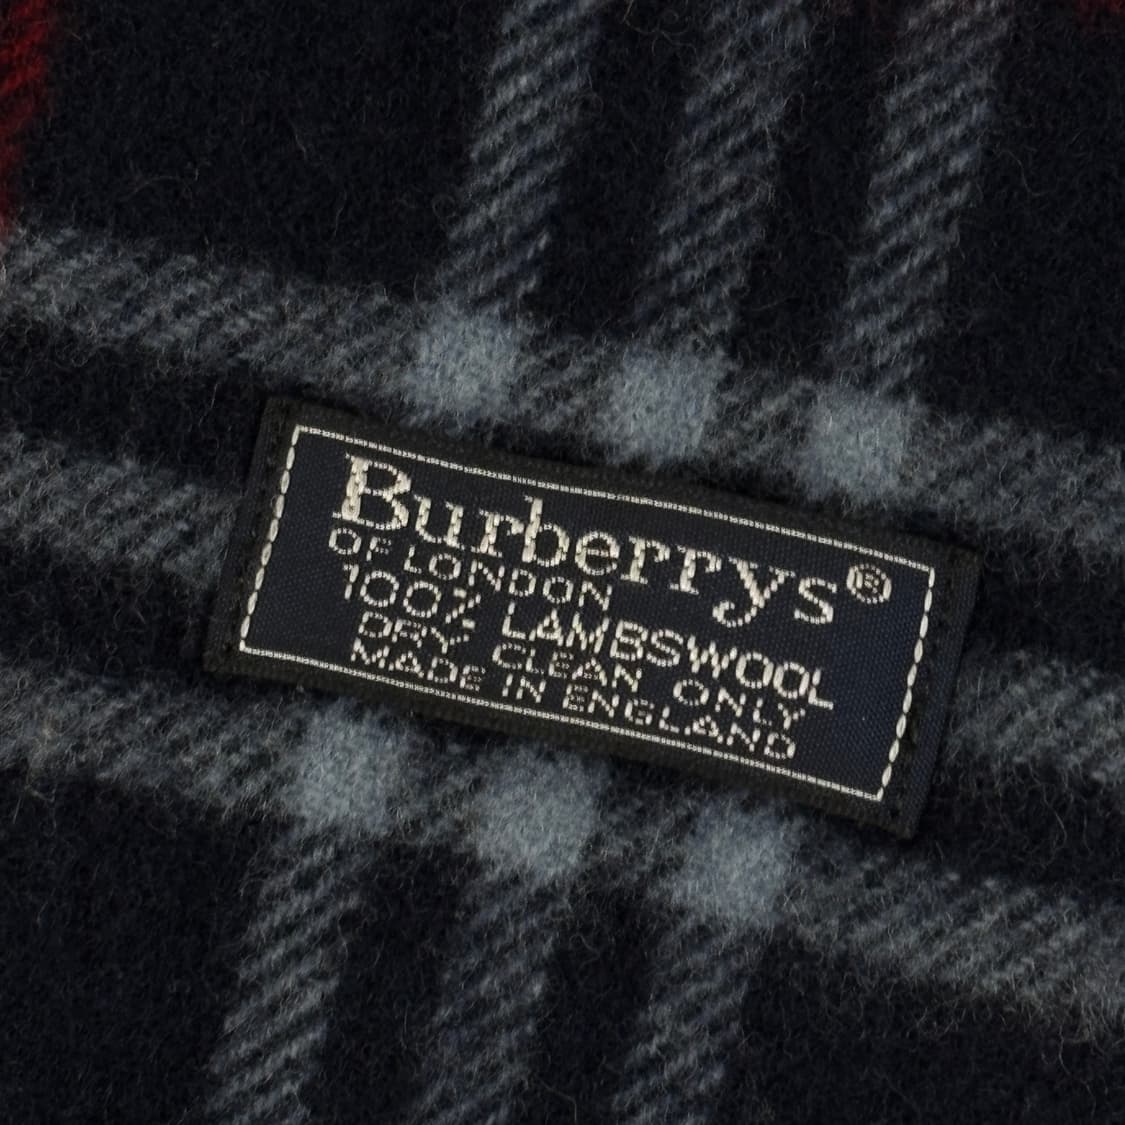 Burberrys®
OF LONDON
100% LAMBSWOOL
DRY CLEAN ONLY
MADE IN ENGLAND